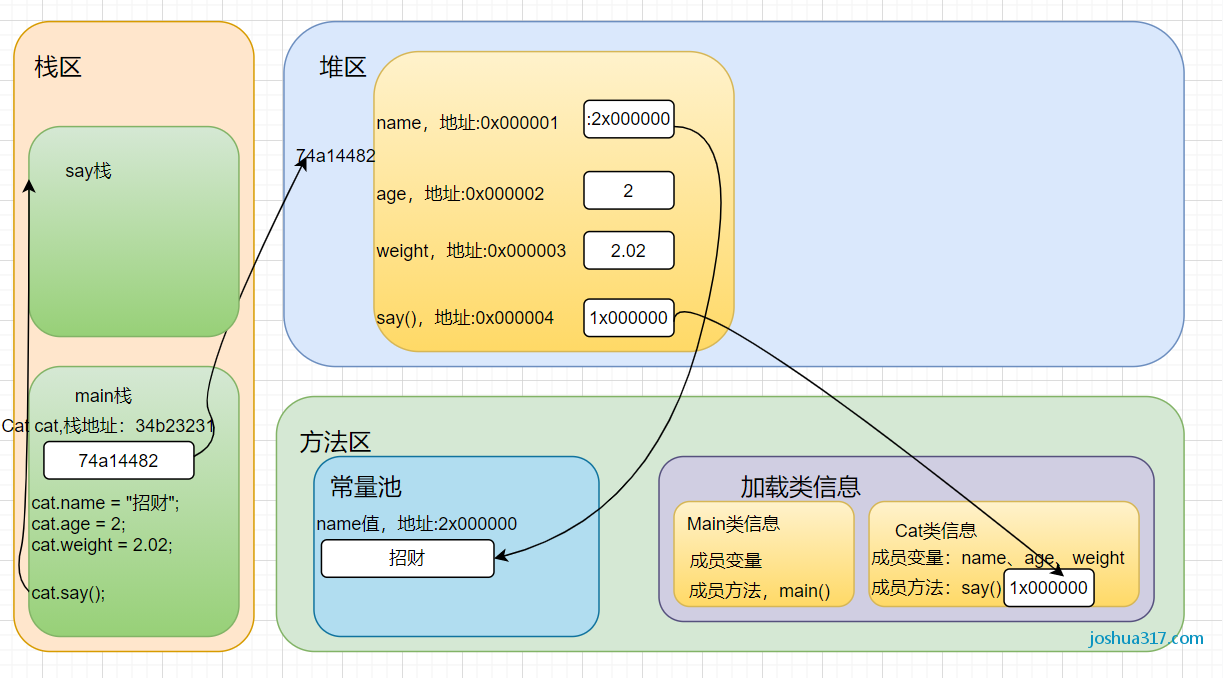 栈区
say栈
main栈
Cat cat,栈地址：34b23231
74a14482
cat.name = "招财";
cat.age = 2;
cat.weight = 2.02;
cat.say();
堆区
74a14482
name，地址:0x000001
:2x000000
age，地址:0x000002
2
weight，地址:0x000003
2.02
say()，地址:0x000004
1x000000
方法区
常量池
name值，地址:2x000000
招财
加载类信息
Main类信息
成员变量
成员方法，main()
Cat类信息
成员变量：name、age、weight
成员方法：say()
1x000000
joshua317.com